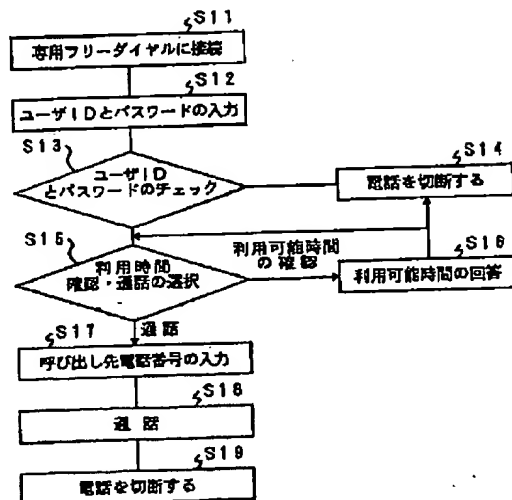 S11
専用フリーダイヤルに接続
S12
ユーザIDとパスワードの入力
S13
ユーザID
とパスワードのチェック
S14
電話を切断する
S15
利用時間
確認・通話の選択
利用可能時間
の確認
S16
利用可能時間の回答
S17
通話
呼び出し先電話番号の入力
S18
通話
S19
電話を切断する